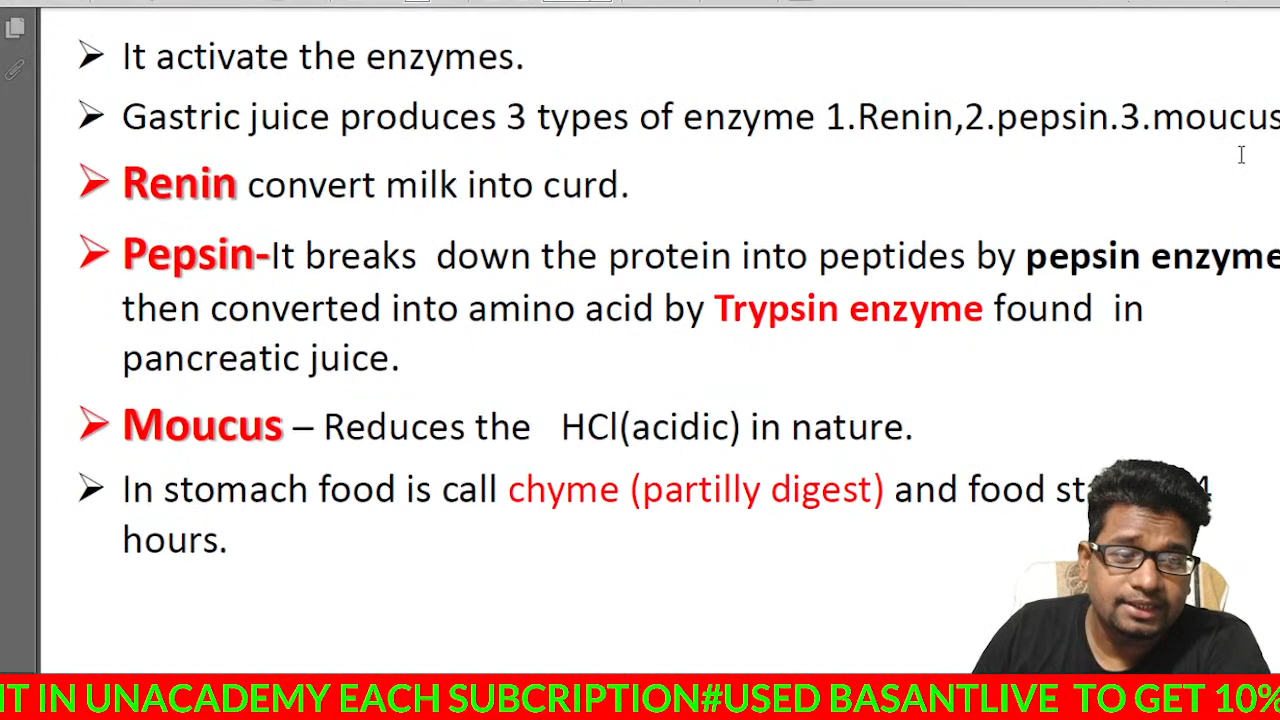 It activate the enzymes.
Gastric juice produces 3 types of enzyme 1.Renin,2.pepsin.3.moucus
Renin convert milk into curd.
Pepsin-It breaks down the protein into peptides by pepsin enzyme
then converted into amino acid by Trypsin enzyme found in
pancreatic juice.
Moucus – Reduces the HCl(acidic) in nature.
In stomach food is call chyme (partilly digest) and food 4
hours.
IT IN UNACADEMY EACH SUBCRIPTION#USED BASANTLIVE TO GET 10%